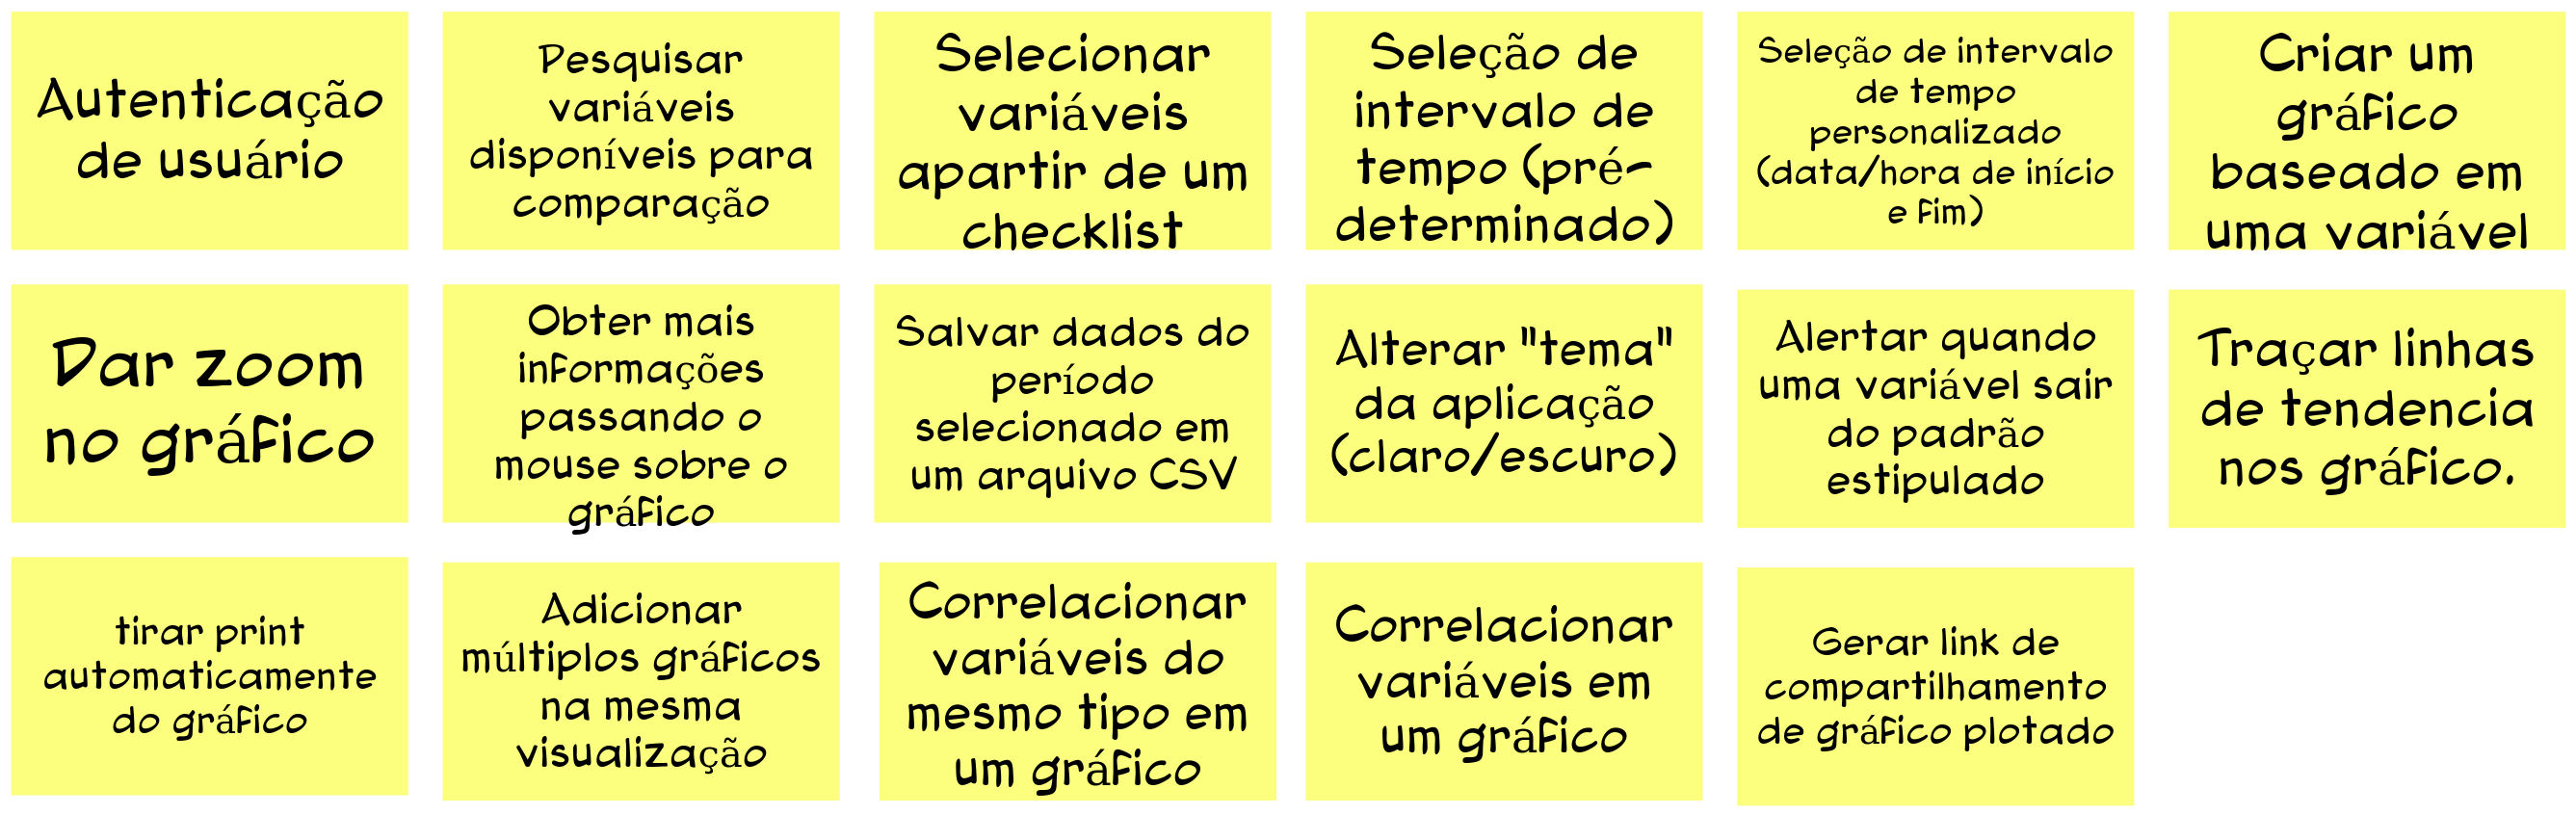 Autenticação
de usuário
Pesquisar
variáveis
disponíveis para
comparação
Selecionar
variáveis
apartir de um
checklist
Seleção de
intervalo de
tempo (pré-
determinado)
Seleção de intervalo
de tempo
personalizado
(data/hora de início
e fim)
Criar um
gráfico
baseado em
uma variável
Dar zoom
no gráfico
Obter mais
informações
passando o
mouse sobre o
gráfico
Salvar dados do
período
selecionado em
um arquivo CSV
Alterar "tema"
da aplicação
(claro/escuro)
Alertar quando
uma variável sair
do padrão
estipulado
Traçar linhas
de tendencia
nos gráfico.
tirar print
automaticamente
do gráfico
Adicionar
múltiplos gráficos
na mesma
visualização
Correlacionar
variáveis do
mesmo tipo em
um gráfico
Correlacionar
variáveis em
um gráfico
Gerar link de
compartilhamento
de gráfico plotado